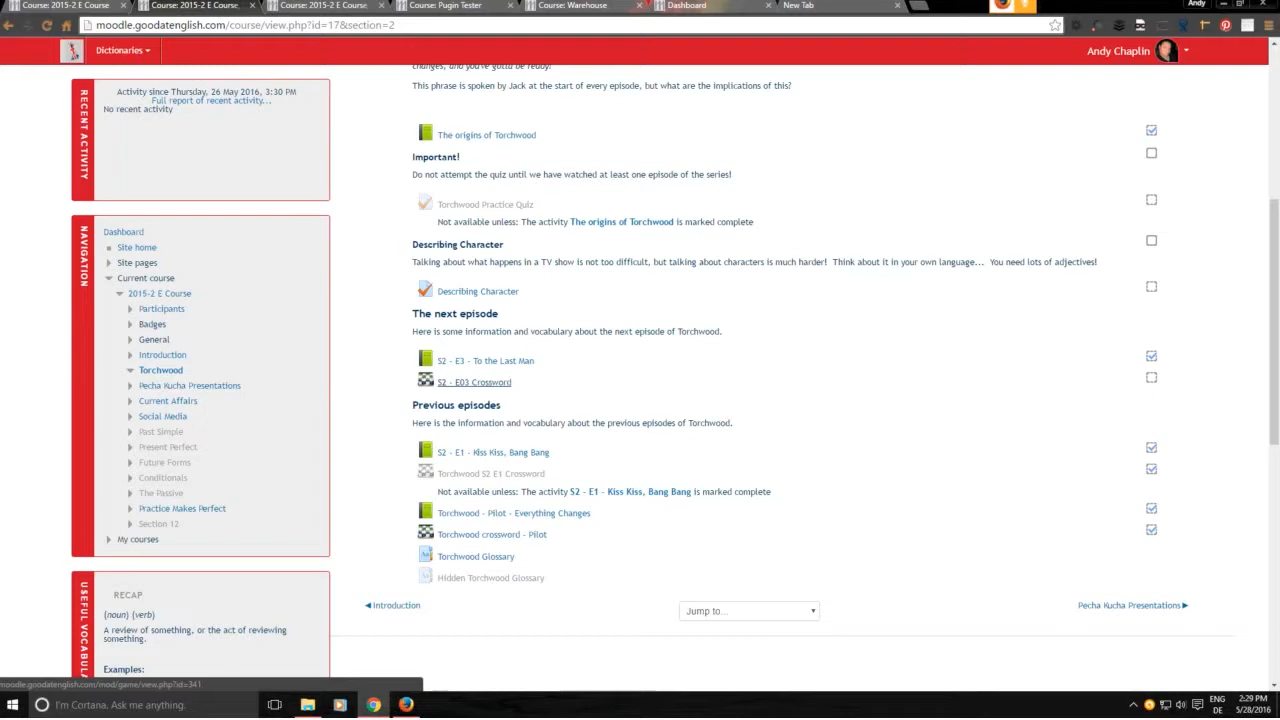 Course: 2015-2 E Course
Course: 2015-2 E Course,
Course: 2015-2 E Course
Course: Pugin Tester
Course: Warehouse
Dashboard
New Tab
Andy
moodle.goodatenglish.com/course/view.php?id=17&section=2
Dictionaries
Andy Chaplin
RECENT ACTIVITY
Activity since Thursday, 26 May 2016, 3:30 PM
Full report of recent activity...
No recent activity
NAVIGATION
Dashboard
Site home
Site pages
Current course
2015-2 E Course
Participants
Badges
General
Introduction
Torchwood
Pecha Kucha Presentations
Current Affairs
Social Media
Past Simple
Present Perfect
Future Forms
Conditionals
The Passive
Practice Makes Perfect
Section 12
My courses
USEFUL VOCABULA
RECAP
(noun) (verb)
A review of something, or the act of reviewing
something.
Examples:
changes, and you've gotta be ready.
This phrase is spoken by Jack at the start of every episode, but what are the implications of this?
The origins of Torchwood
Important!
Do not attempt the quiz until we have watched at least one episode of the series!
Torchwood Practice Quiz
Not available unless: The activity The origins of Torchwood is marked complete
Describing Character
Talking about what happens in a TV show is not too difficult, but talking about characters is much harder! Think about it in your own language... You need lots of adjectives!
Describing Character
The next episode
Here is some information and vocabulary about the next episode of Torchwood.
S2 - E3 - To the Last Man
S2 - E03 Crossword
Previous episodes
Here is the information and vocabulary about the previous episodes of Torchwood.
S2 - E1 - Kiss Kiss, Bang Bang
Torchwood S2 E1 Crossword
Not available unless: The activity S2 - E1 - Kiss Kiss, Bang Bang is marked complete
Torchwood - Pilot - Everything Changes
Torchwood crossword - Pilot
Torchwood Glossary
Hidden Torchwood Glossary
Introduction
Jump to...
Pecha Kucha Presentations
moodle.goodatenglish.com/mod/game/view.php?id=341
I'm Cortana. Ask me anything.
ENG
DE
2:29 PM
5/28/2016